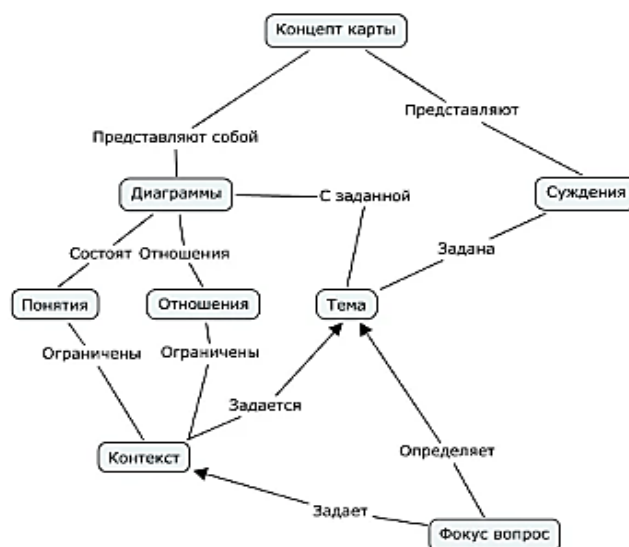 Концепт карты
Представляют
Представляют собой
Диаграммы
С заданной
Суждения
Состоят
Отношения
Задана
Понятия
Отношения
Тема
Ограничены
Ограничены
Задается
Контекст
Определяет
Задает
Фокус вопрос